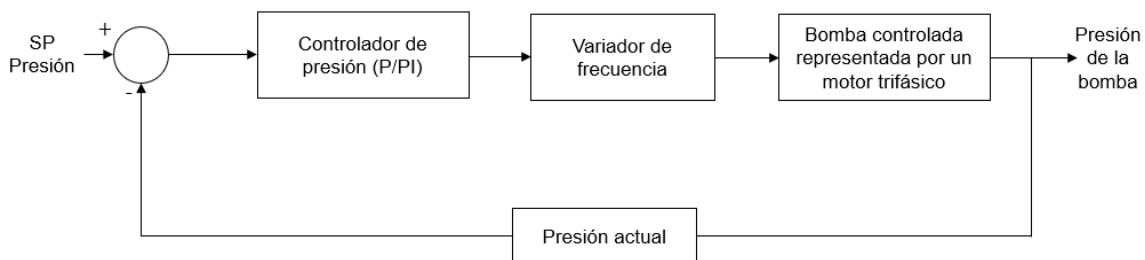 +
SP
Presión
-
Controlador de
presión (P/PI)
Variador de
frecuencia
Bomba controlada
representada por un
motor trifásico
Presión
de la
bomba
Presión actual